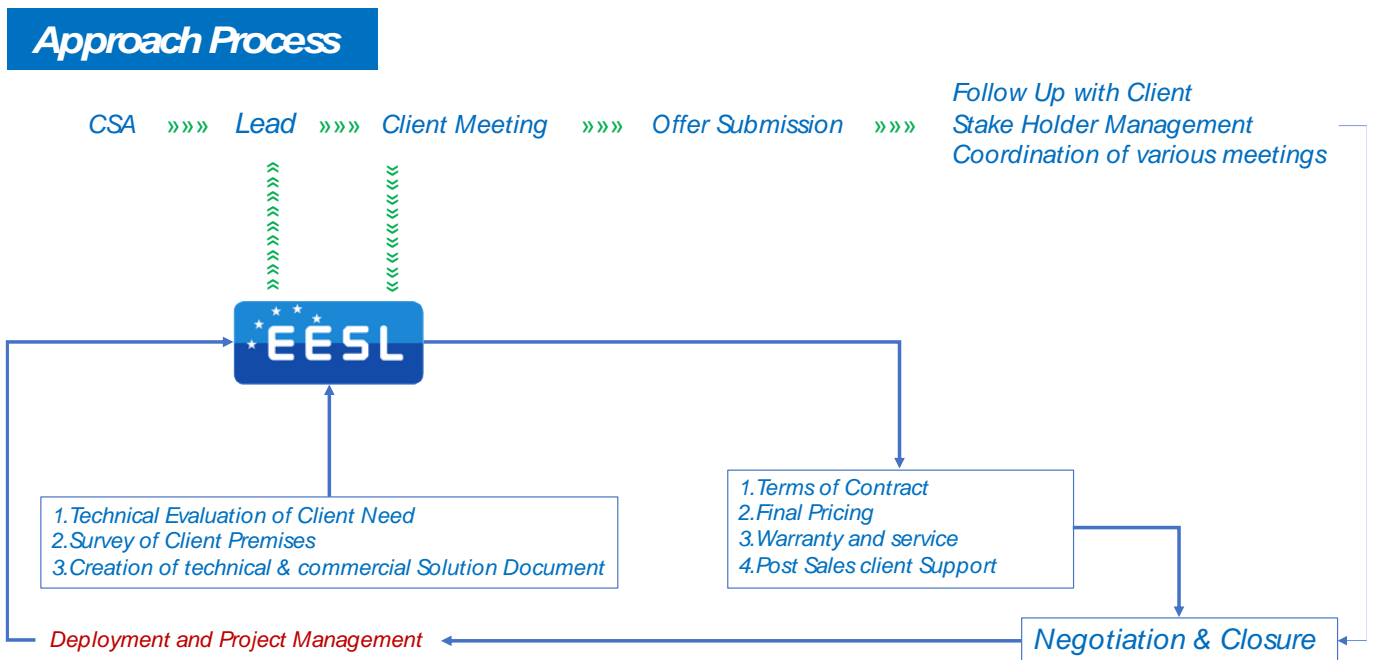 Approach Process
CSA »»» Lead »»» Client Meeting »»» Offer Submission »»»
Follow Up with Client
Stake Holder Management
Coordination of various meetings
EESL
1.Technical Evaluation of Client Need
2.Survey of Client Premises
3.Creation of technical & commercial Solution Document
1.Terms of Contract
2.Final Pricing
3.Warranty and service
4.Post Sales client Support
Deployment and Project Management
Negotiation & Closure